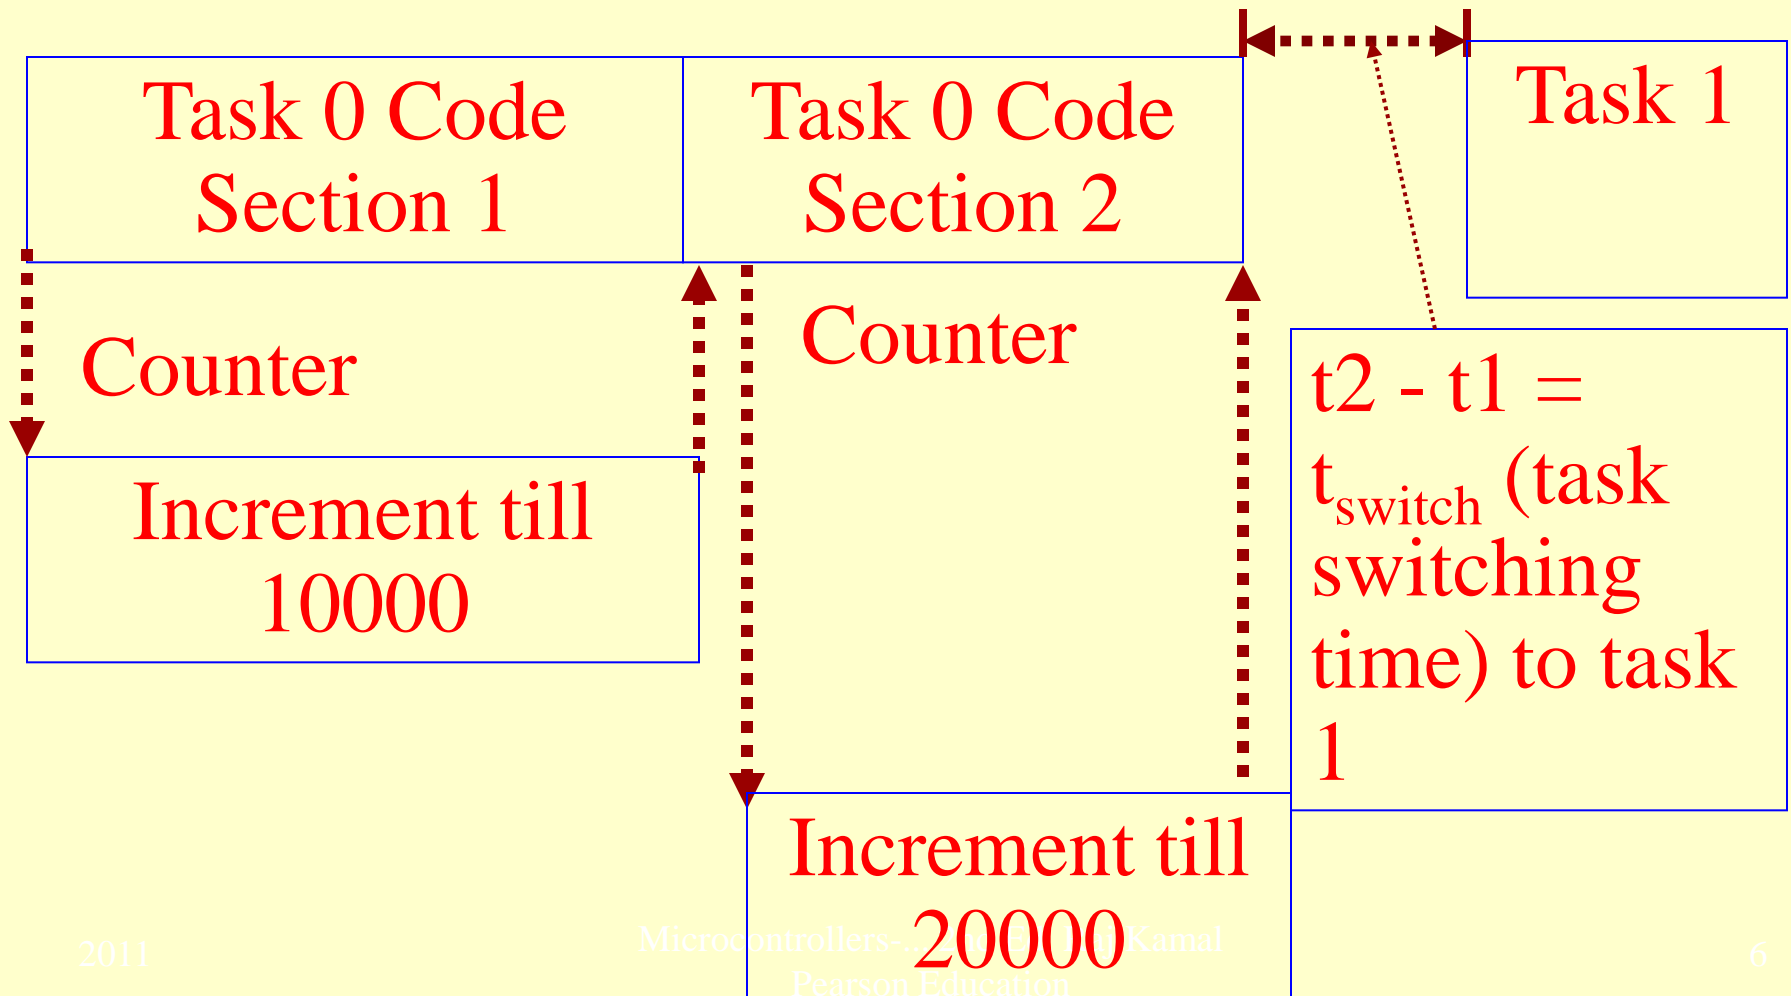 Task 0 Code
Section 1
Task 0 Code
Section 2
Task 1
Counter
Counter
Increment till
10000
t2 - t1 =
tswitch (task
switching
time) to task
1
Increment till
20000
2011
Microcontrollers-... Kamal
Pearson Education
6